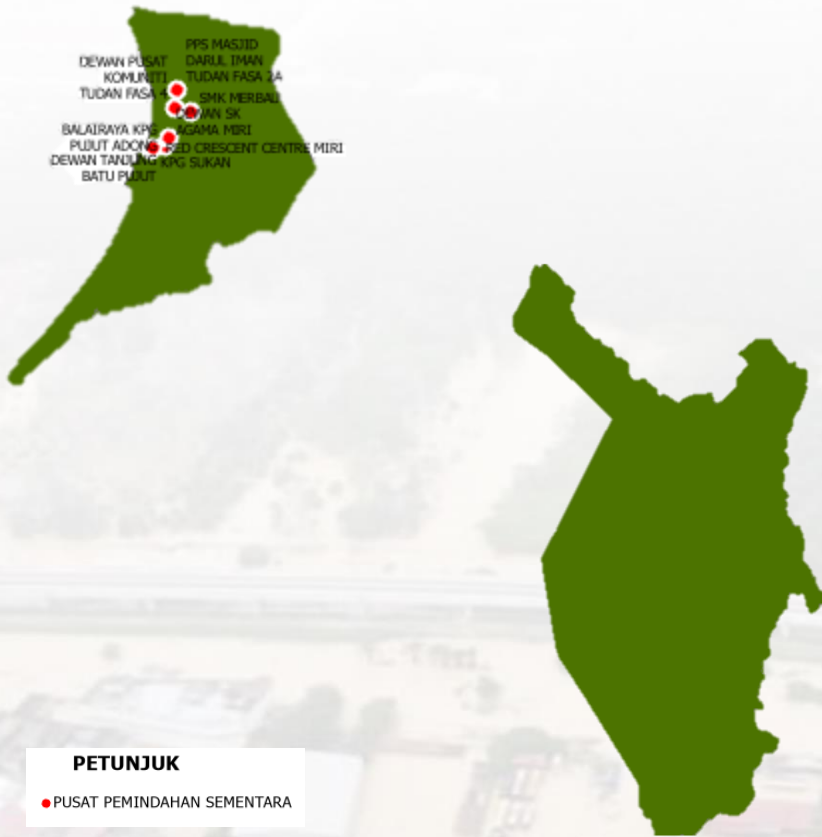 PPS MASJID
DARUL IMAN
TUDAN FASA 2A
DEWAN PUSAT
KOMUNITI
TUDAN FASA 4
SMK MERBAU
DEWAN SK
AGAMA MIRI
BALAIRAYA KPG
PUJUT ADONG
RED CRESCENT CENTRE MIRI
DEWAN TANJUNG
BATU PUJUT
KPG SUKAN
PETUNJUK
PUSAT PEMINDAHAN SEMENTARA